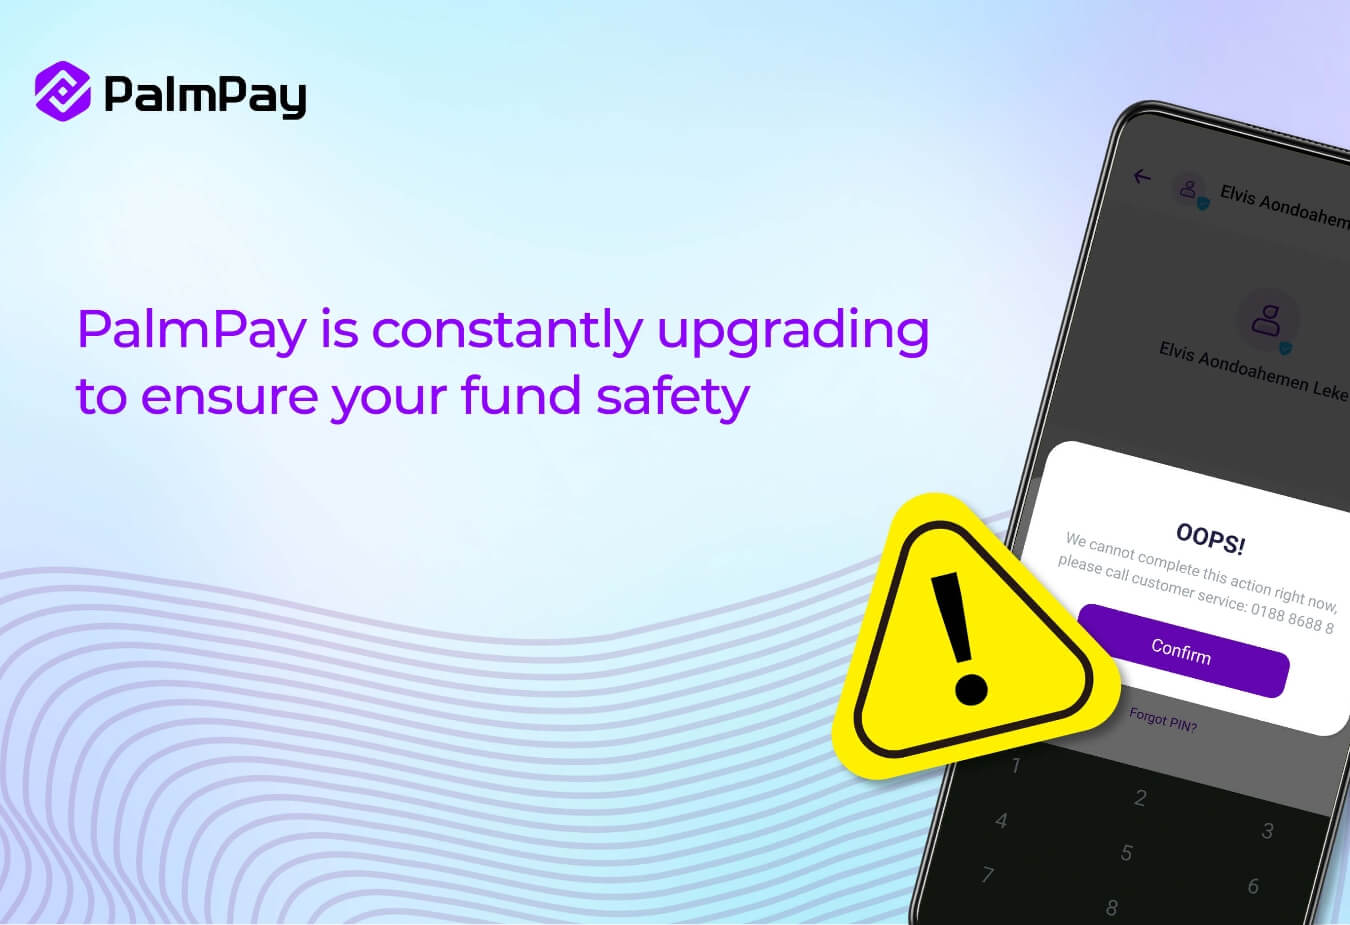 PalmPay
PalmPay is constantly upgrading
to ensure your fund safety
Elvis Aondoahem
Elvis Aondoahemen Leke
OOPS!
We cannot complete this action right now,
please call customer service: 0188 8688 8
Confirm
Forgot PIN?
1 2 3
4 5 6
7 8